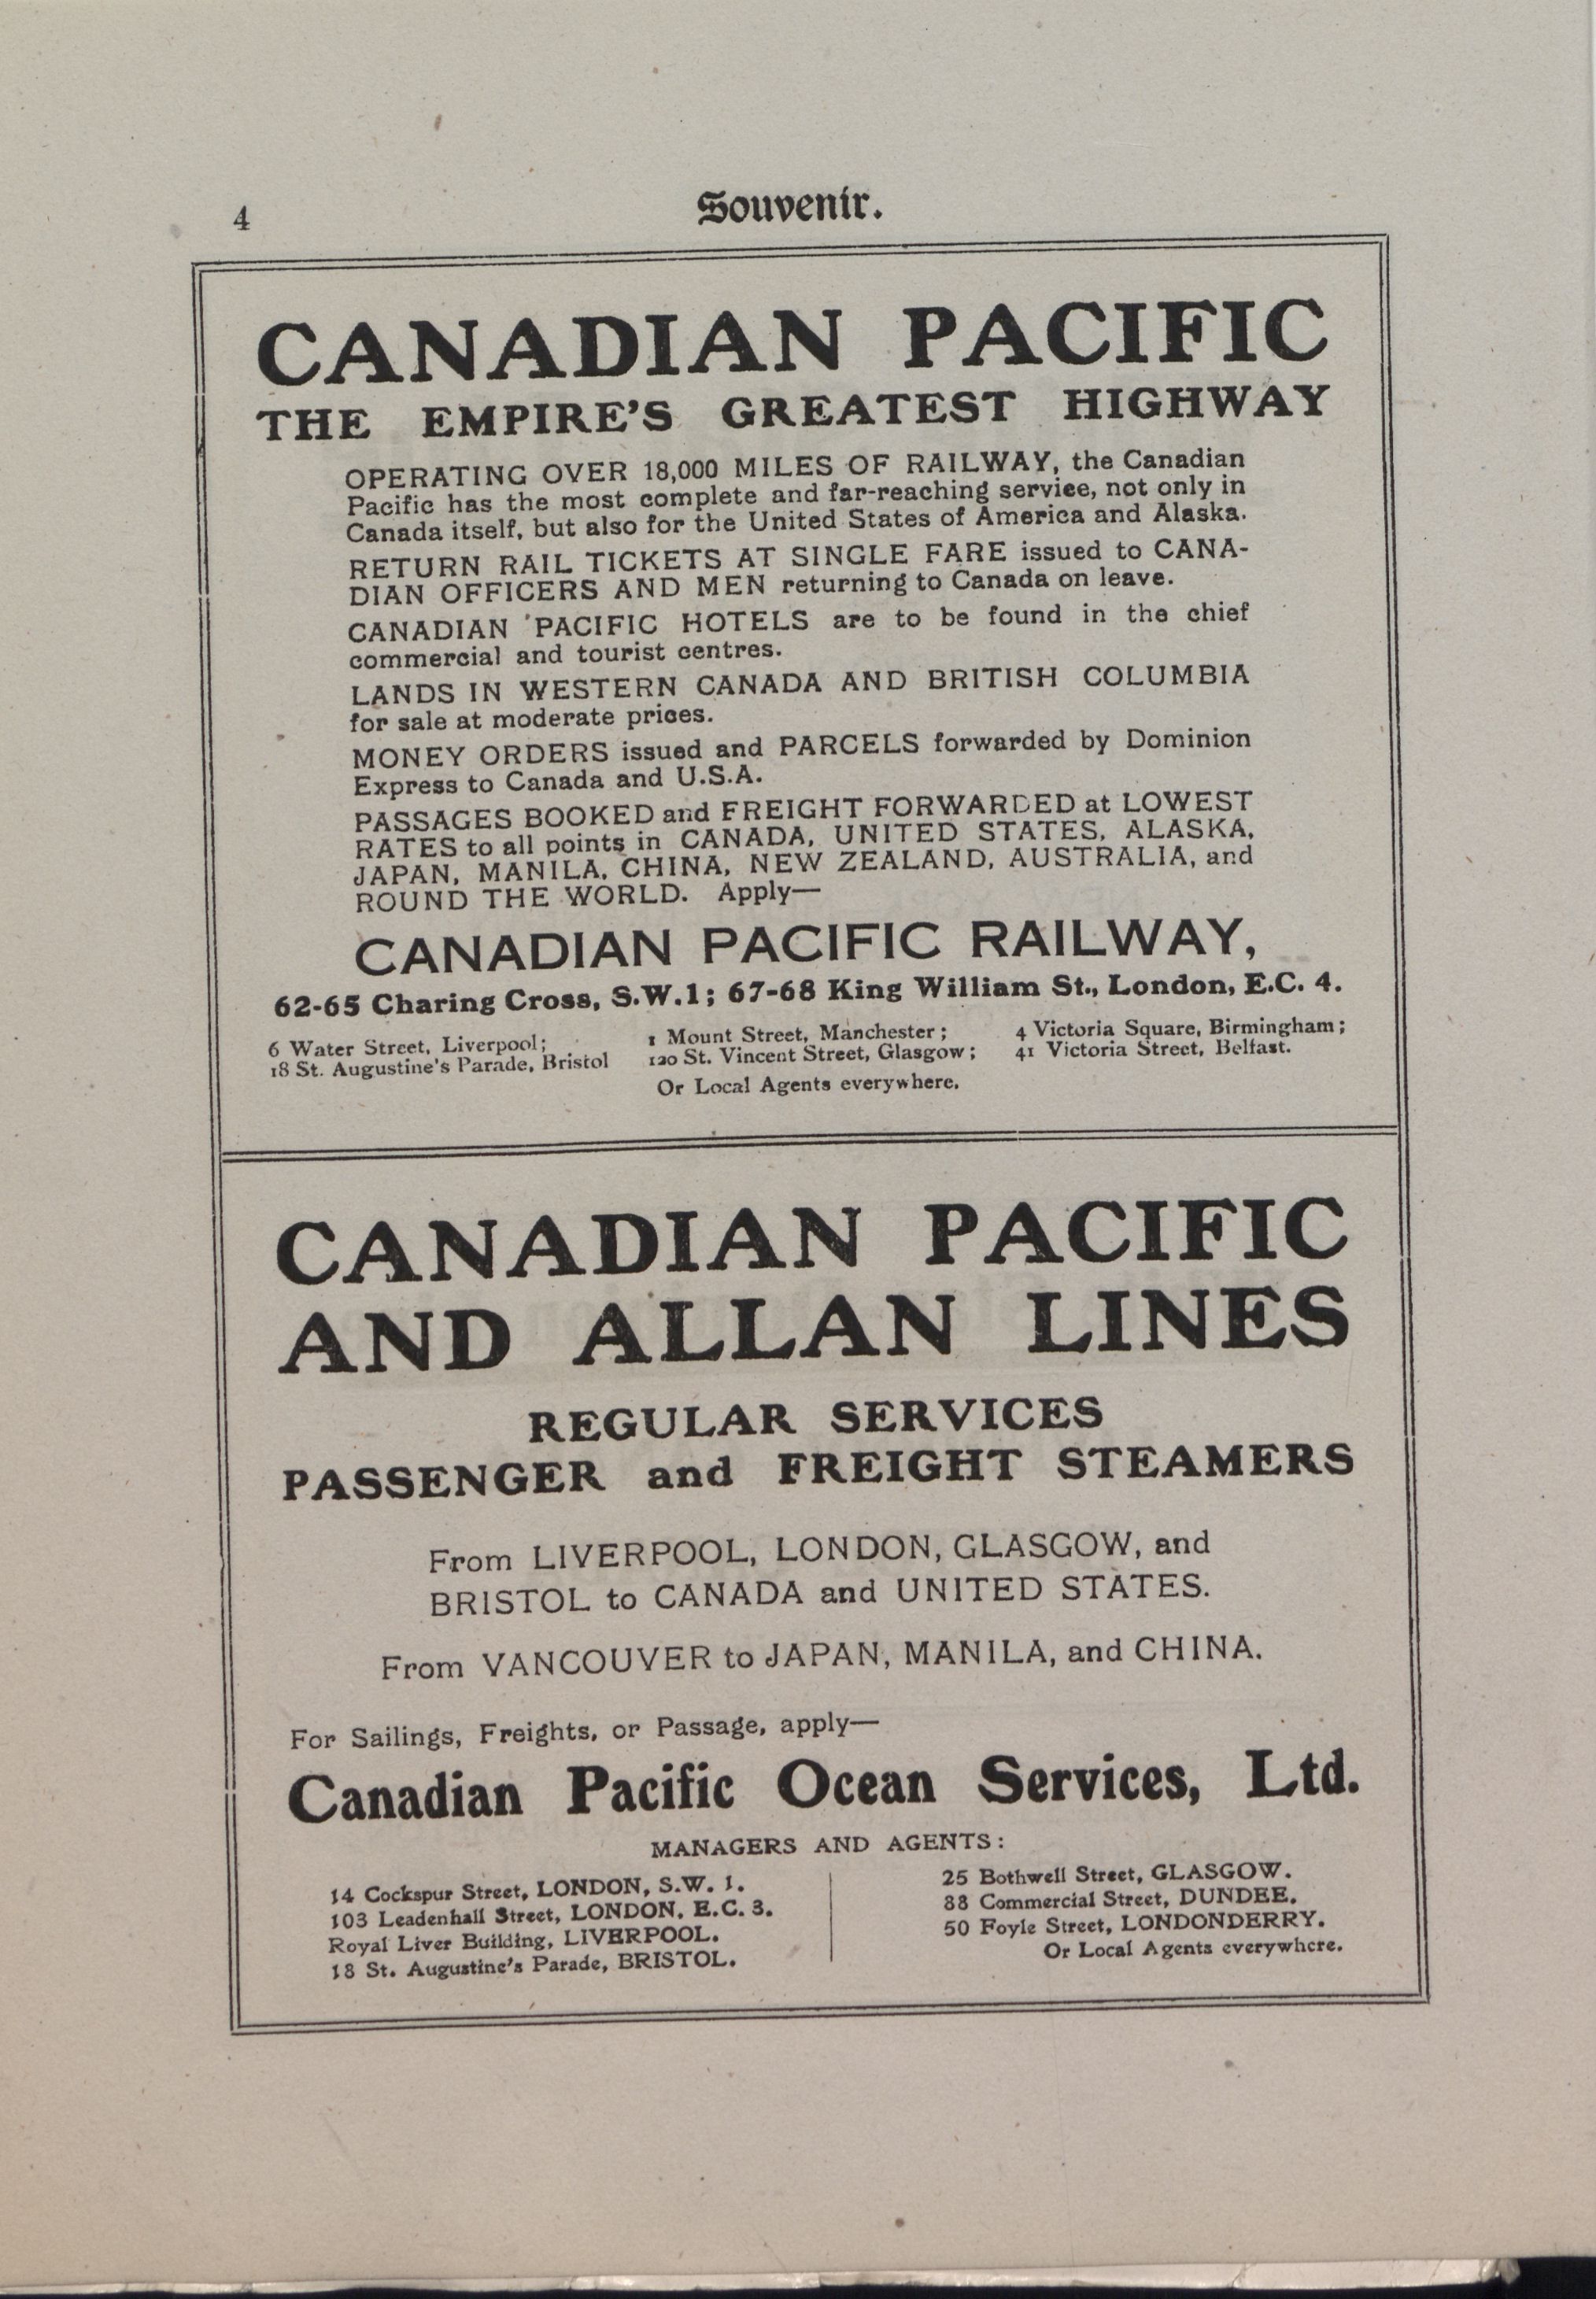 4
Souvenir.
CANADIAN PACIFIC
THE EMPIRE'S GREATEST HIGHWAY
OPERATING OVER 18,000 MILES OF RAILWAY, the Canadian
Pacific has the most complete and far-reaching service, not only in
Canada itself, but also for the United States of America and Alaska.
RETURN RAIL TICKETS AT SINGLE FARE issued to CANA-
DIAN OFFICERS AND MEN returning to Canada on leave.
CANADIAN PACIFIC HOTELS are to be found in the chief
commercial and tourist centres.
LANDS IN WESTERN CANADA AND BRITISH COLUMBIA
for sale at moderate prices.
MONEY ORDERS issued and PARCELS forwarded by Dominion
Express to Canada and U.S.A.
PASSAGES BOOKED and FREIGHT FORWARDED at LOWEST
RATES to all points in CANADA, UNITED STATES, ALASKA,
JAPAN, MANILA, CHINA, NEW ZEALAND, AUSTRALIA, and
ROUND THE WORLD. Apply—
CANADIAN PACIFIC RAILWAY,
62-65 Charing Cross, S.W.1; 67-68 King William St., London, E.C. 4.
6 Water Street, Liverpool; 1 Mount Street, Manchester; 4 Victoria Square, Birmingham;
18 St. Augustine's Parade, Bristol 120 St. Vincent Street, Glasgow; 41 Victoria Street, Belfast.
Or Local Agents everywhere.
CANADIAN PACIFIC
AND ALLAN LINES
REGULAR SERVICES
PASSENGER and FREIGHT STEAMERS
From LIVERPOOL, LONDON, GLASGOW, and
BRISTOL to CANADA and UNITED STATES.
From VANCOUVER to JAPAN, MANILA, and CHINA.
For Sailings, Freights, or Passage, apply—
Canadian Pacific Ocean Services, Ltd.
MANAGERS AND AGENTS:
14 Cockspur Street, LONDON, S.W. 1.
103 Leadenhall Street, LONDON, E.C. 3.
Royal Liver Building, LIVERPOOL.
18 St. Augustine's Parade, BRISTOL.
25 Bothwell Street, GLASGOW.
88 Commercial Street, DUNDEE.
50 Foyle Street, LONDONDERRY.
Or Local Agents everywhere.